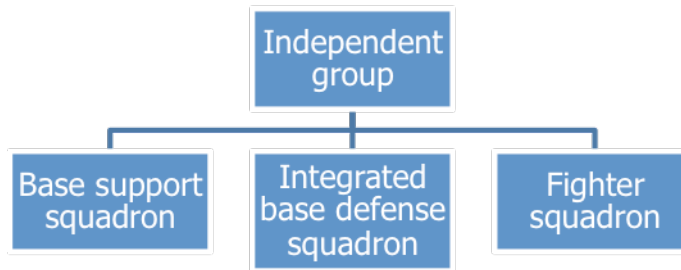 Independent
group
Base support
squadron
Integrated
base defense
squadron
Fighter
squadron